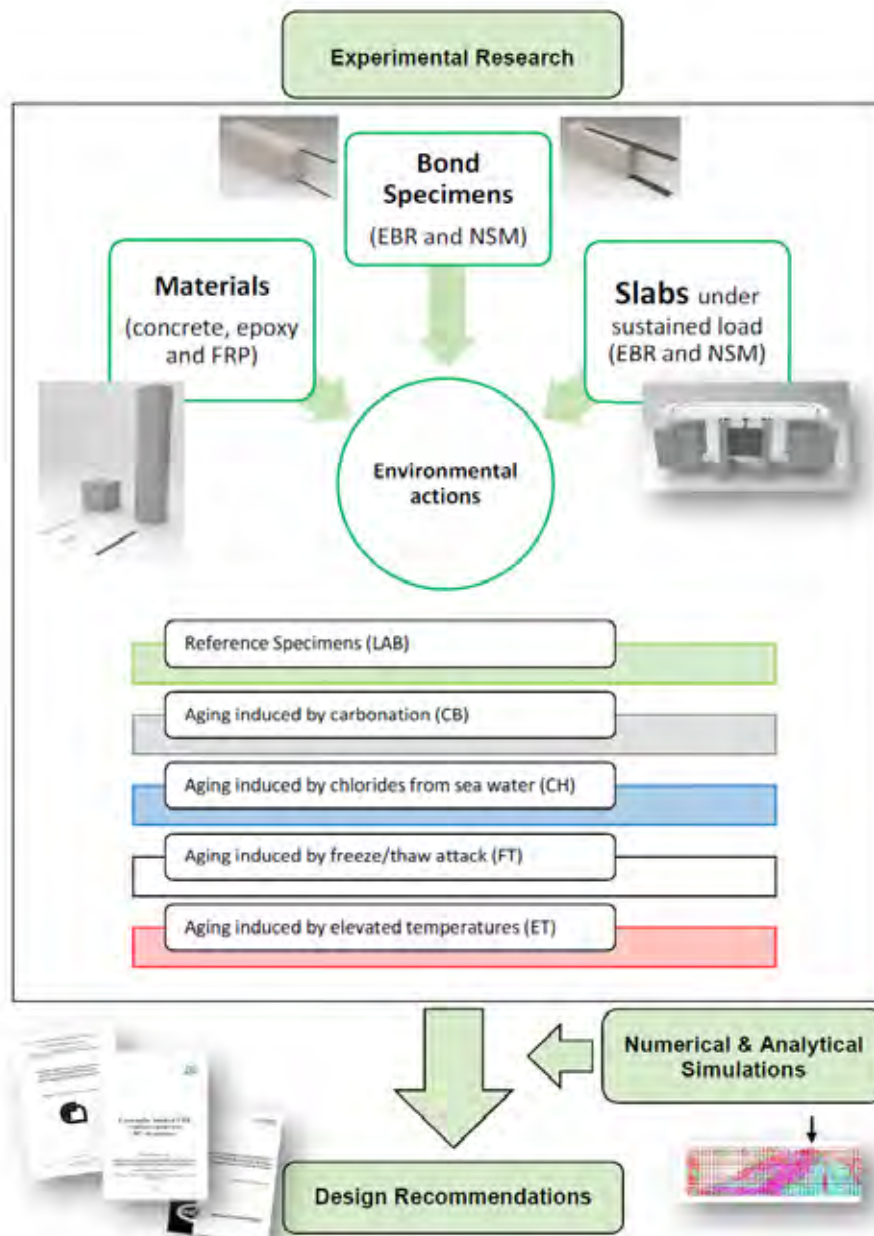 Experimental Research
Bond
Specimens
(EBR and NSM)
Materials
(concrete, epoxy
and FRP)
Slabs under
sustained load
(EBR and NSM)
Environmental
actions
Reference Specimens (LAB)
Aging induced by carbonation (CB)
Aging induced by chlorides from sea water (CH)
Aging induced by freeze/thaw attack (FT)
Aging induced by elevated temperatures (ET)
Numerical & Analytical
Simulations
Design Recommendations